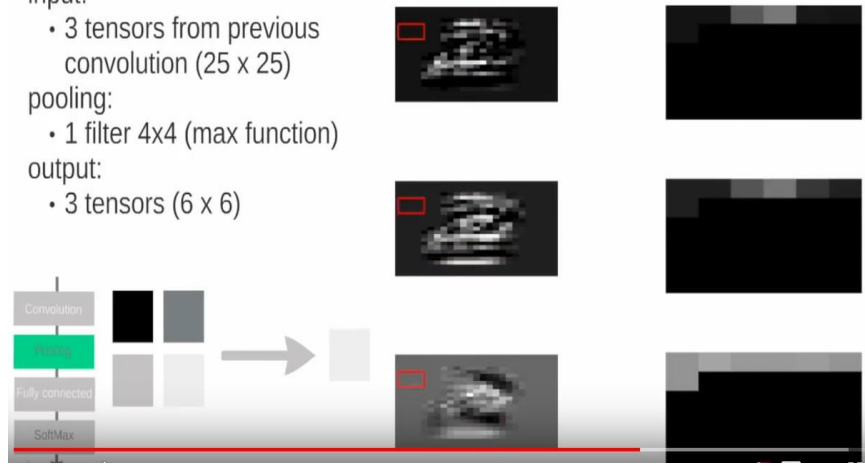 input:
• 3 tensors from previous
convolution (25 x 25)
pooling:
• 1 filter 4x4 (max function)
output:
• 3 tensors (6 x 6)
Convolution
Pooling
Fully connected
SoftMax